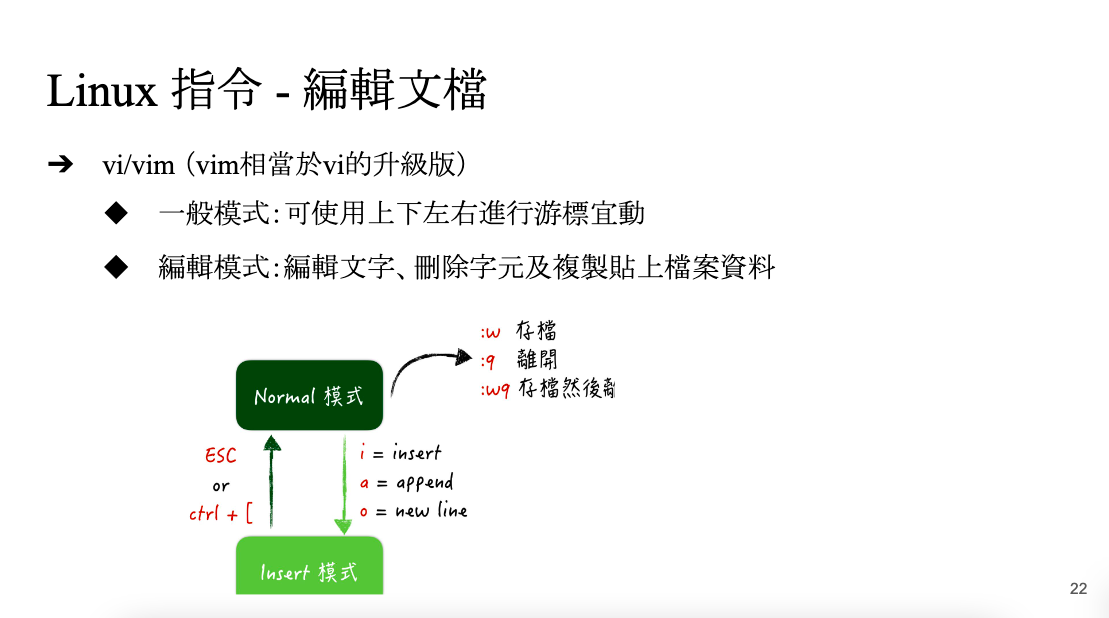 Linux 指令 - 編輯文檔
➔ vi/vim（vim相當於vi的升級版）
◆ 一般模式：可使用上下左右進行游標宜動
◆ 編輯模式：編輯文字、刪除字元及複製貼上檔案資料
:w 存檔
:q 離開
:wq 存檔然後離
Normal 模式
ESC
or
ctrl + [
i = insert
a = append
o = new line
Insert 模式
22